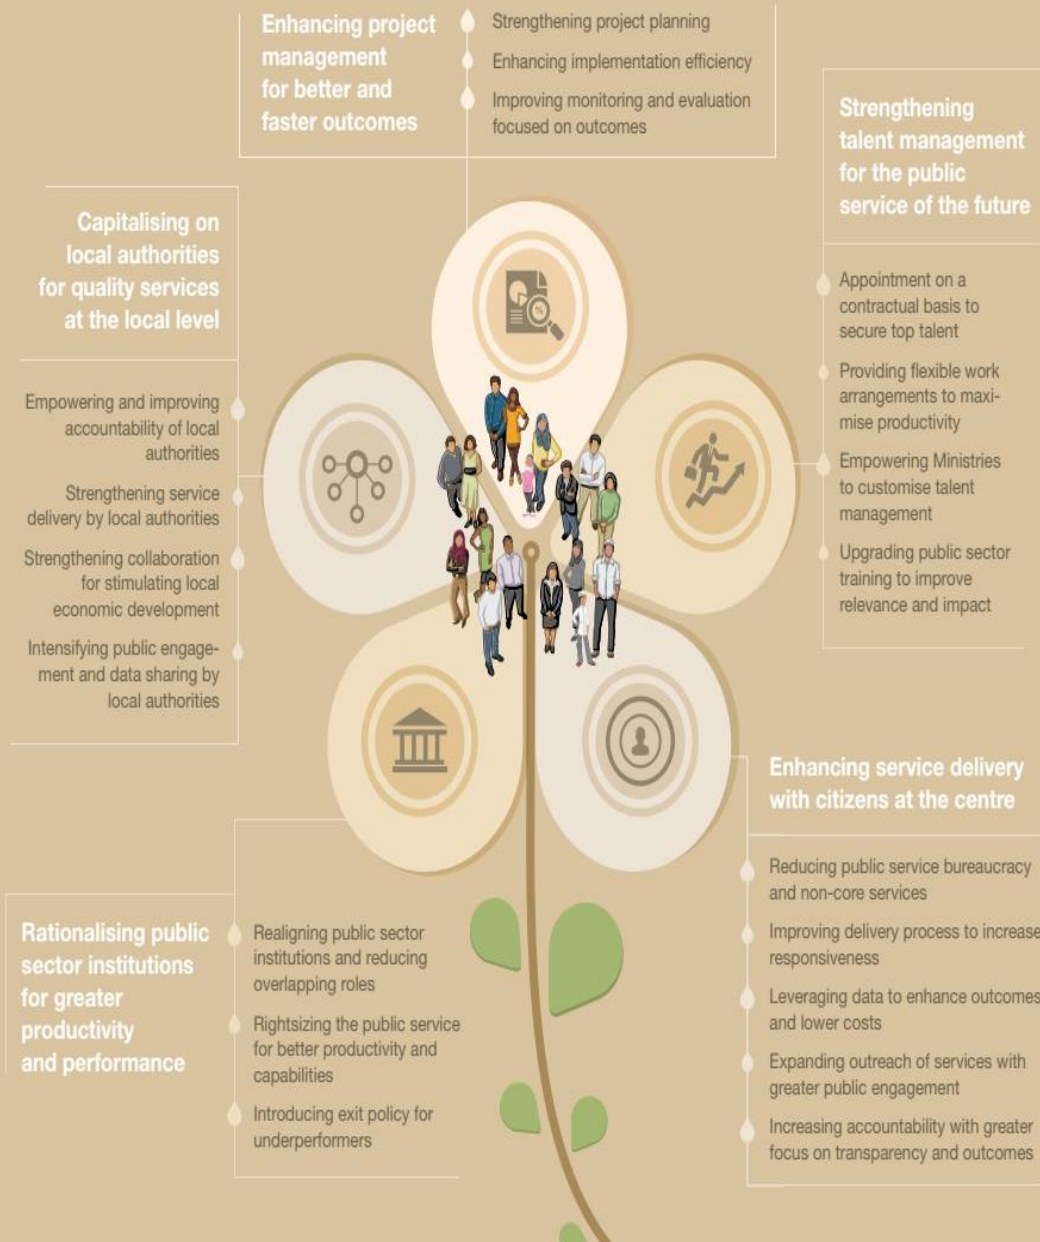 Enhancing project
management
for better and
faster outcomes
Strengthening project planning
Enhancing implementation efficiency
Improving monitoring and evaluation
focused on outcomes
Strengthening
talent management
for the public
service of the future
Appointment on a
contractual basis to
secure top talent
Providing flexible work
arrangements to maxi-
mise productivity
Empowering Ministries
to customise talent
management
Upgrading public sector
training to improve
relevance and impact
Capitalising on
local authorities
for quality services
at the local level
Empowering and improving
accountability of local
authorities
Strengthening service
delivery by local authorities
Strengthening collaboration
for stimulating local
economic development
Intensifying public engage-
ment and data sharing by
local authorities
%
Enhancing service delivery
with citizens at the centre
Reducing public service bureaucracy
and non-core services
Improving delivery process to increase
responsiveness
Leveraging data to enhance outcomes
and lower costs
Expanding outreach of services with
greater public engagement
Increasing accountability with greater
focus on transparency and outcomes
Rationalising public
sector institutions
for greater
productivity
and performance
Realigning public sector
institutions and reducing
overlapping roles
Rightsizing the public service
for better productivity and
capabilities
Introducing exit policy for
underperformers